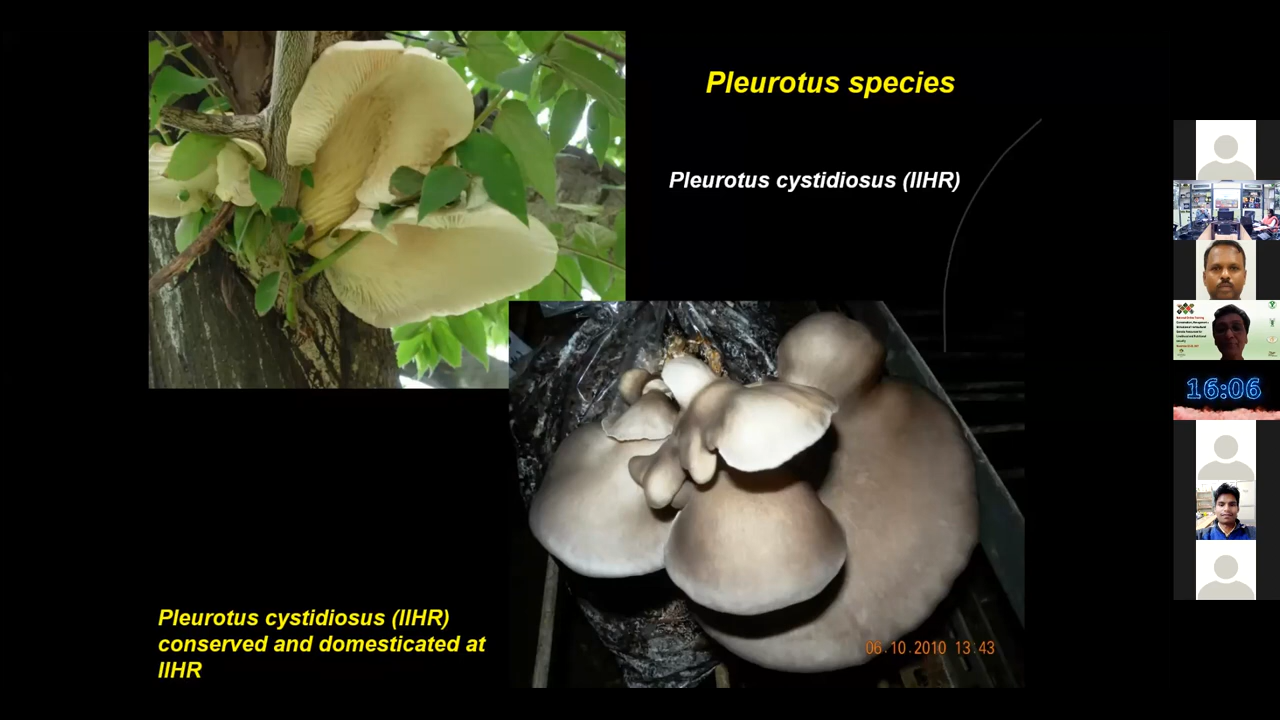 Pleurotus species
Pleurotus cystidiosus (IIHR)
16:06
06.10.2010 13:43
Pleurotus cystidiosus (IIHR)
conserved and domesticated at
IIHR